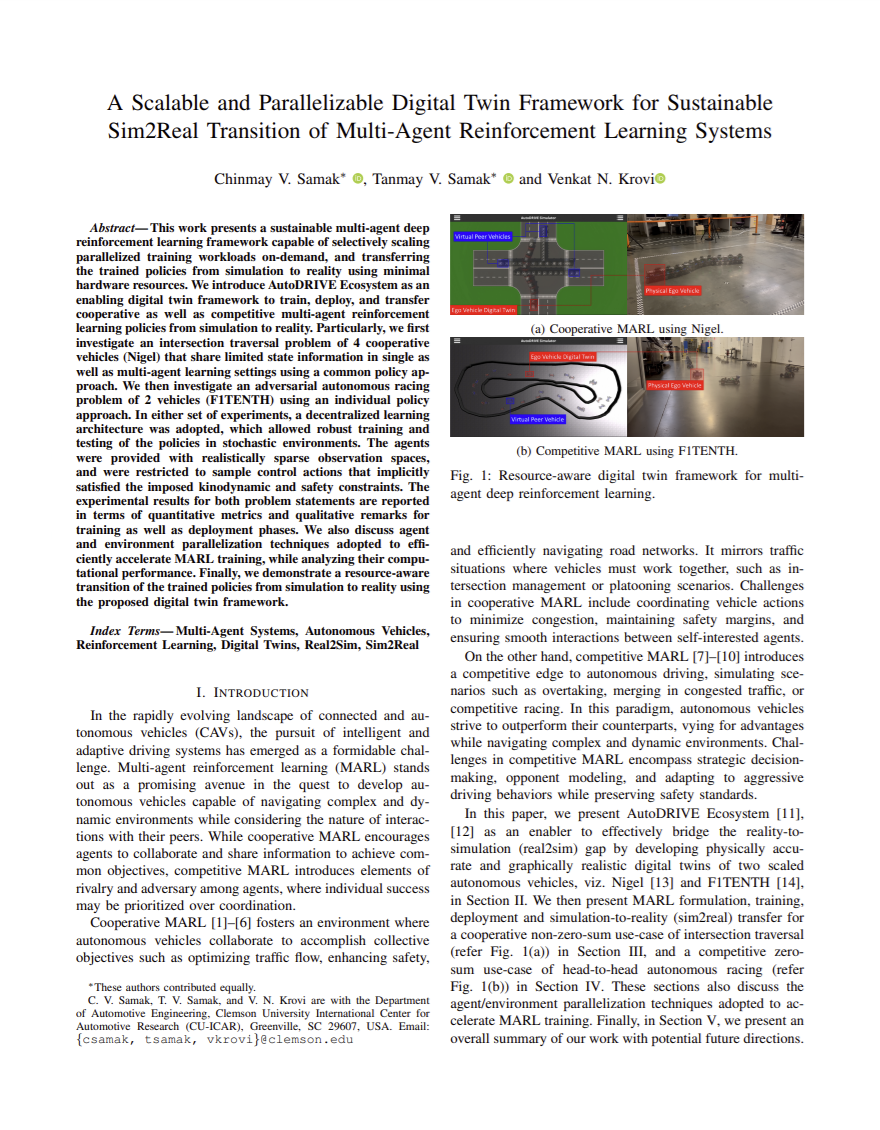 A Scalable and Parallelizable Digital Twin Framework for Sustainable
Sim2Real Transition of Multi-Agent Reinforcement Learning Systems
Chinmay V. Samak*, Tanmay V. Samak* and Venkat N. Krovi
Abstract—This work presents a sustainable multi-agent deep
reinforcement learning framework capable of selectively scaling
parallelized training workloads on-demand, and transferring
the trained policies from simulation to reality using minimal
hardware resources. We introduce AutoDRIVE Ecosystem as an
enabling digital twin framework to train, deploy, and transfer
cooperative as well as competitive multi-agent reinforcement
learning policies from simulation to reality. Particularly, we first
investigate an intersection traversal problem of 4 cooperative
vehicles (Nigel) that share limited state information in single as
well as multi-agent learning settings using a common policy ap-
proach. We then investigate an adversarial autonomous racing
problem of 2 vehicles (F1TENTH) using an individual policy
approach. In either set of experiments, a decentralized learning
architecture was adopted, which allowed robust training and
testing of the policies in stochastic environments. The agents
were provided with realistically sparse observation spaces,
and were restricted to sample control actions that implicitly
satisfied the imposed kinodynamic and safety constraints. The
experimental results for both problem statements are reported
in terms of quantitative metrics and qualitative remarks for
training as well as deployment phases. We also discuss agent
and environment parallelization techniques adopted to effi-
ciently accelerate MARL training, while analyzing their compu-
tational performance. Finally, we demonstrate a resource-aware
transition of the trained policies from simulation to reality using
the proposed digital twin framework.
Index Terms—Multi-Agent Systems, Autonomous Vehicles,
Reinforcement Learning, Digital Twins, Real2Sim, Sim2Real
I. INTRODUCTION
In the rapidly evolving landscape of connected and au-
tonomous vehicles (CAVs), the pursuit of intelligent and
adaptive driving systems has emerged as a formidable chal-
lenge. Multi-agent reinforcement learning (MARL) stands
out as a promising avenue in the quest to develop au-
tonomous vehicles capable of navigating complex and dy-
namic environments while considering the nature of interac-
tions with their peers. While cooperative MARL encourages
agents to collaborate and share information to achieve com-
mon objectives, competitive MARL introduces elements of
rivalry and adversary among agents, where individual success
may be prioritized over coordination.
Cooperative MARL [1]–[6] fosters an environment where
autonomous vehicles collaborate to accomplish collective
objectives such as optimizing traffic flow, enhancing safety,
*These authors contributed equally.
C. V. Samak, T. V. Samak, and V. N. Krovi are with the Department
of Automotive Engineering, Clemson University International Center for
Automotive Research (CU-ICAR), Greenville, SC 29607, USA. Email:
{csamak, tsamak, vkrovi}@clemson.edu
AutoDRIVE Simulator
Virtual Peer Vehicles
Ego Vehicle Digital Twin
Physical Ego Vehicle
(a) Cooperative MARL using Nigel.
AutoDRIVE Simulator
Ego Vehicle Digital Twin
Virtual Peer Vehicle
Physical Ego Vehicle
(b) Competitive MARL using F1TENTH.
Fig. 1: Resource-aware digital twin framework for multi-
agent deep reinforcement learning.
and efficiently navigating road networks. It mirrors traffic
situations where vehicles must work together, such as in-
tersection management or platooning scenarios. Challenges
in cooperative MARL include coordinating vehicle actions
to minimize congestion, maintaining safety margins, and
ensuring smooth interactions between self-interested agents.
On the other hand, competitive MARL [7]–[10] introduces
a competitive edge to autonomous driving, simulating sce-
narios such as overtaking, merging in congested traffic, or
competitive racing. In this paradigm, autonomous vehicles
strive to outperform their counterparts, vying for advantages
while navigating complex and dynamic environments. Chal-
lenges in competitive MARL encompass strategic decision-
making, opponent modeling, and adapting to aggressive
driving behaviors while preserving safety standards.
In this paper, we present AutoDRIVE Ecosystem [11],
[12] as an enabler to effectively bridge the reality-to-
simulation (real2sim) gap by developing physically accu-
rate and graphically realistic digital twins of two scaled
autonomous vehicles, viz. Nigel [13] and F1TENTH [14],
in Section II. We then present MARL formulation, training,
deployment and simulation-to-reality (sim2real) transfer for
a cooperative non-zero-sum use-case of intersection traversal
(refer Fig. 1(a)) in Section III, and a competitive zero-
sum use-case of head-to-head autonomous racing (refer
Fig. 1(b)) in Section IV. These sections also discuss the
agent/environment parallelization techniques adopted to ac-
celerate MARL training. Finally, in Section V, we present an
overall summary of our work with potential future directions.